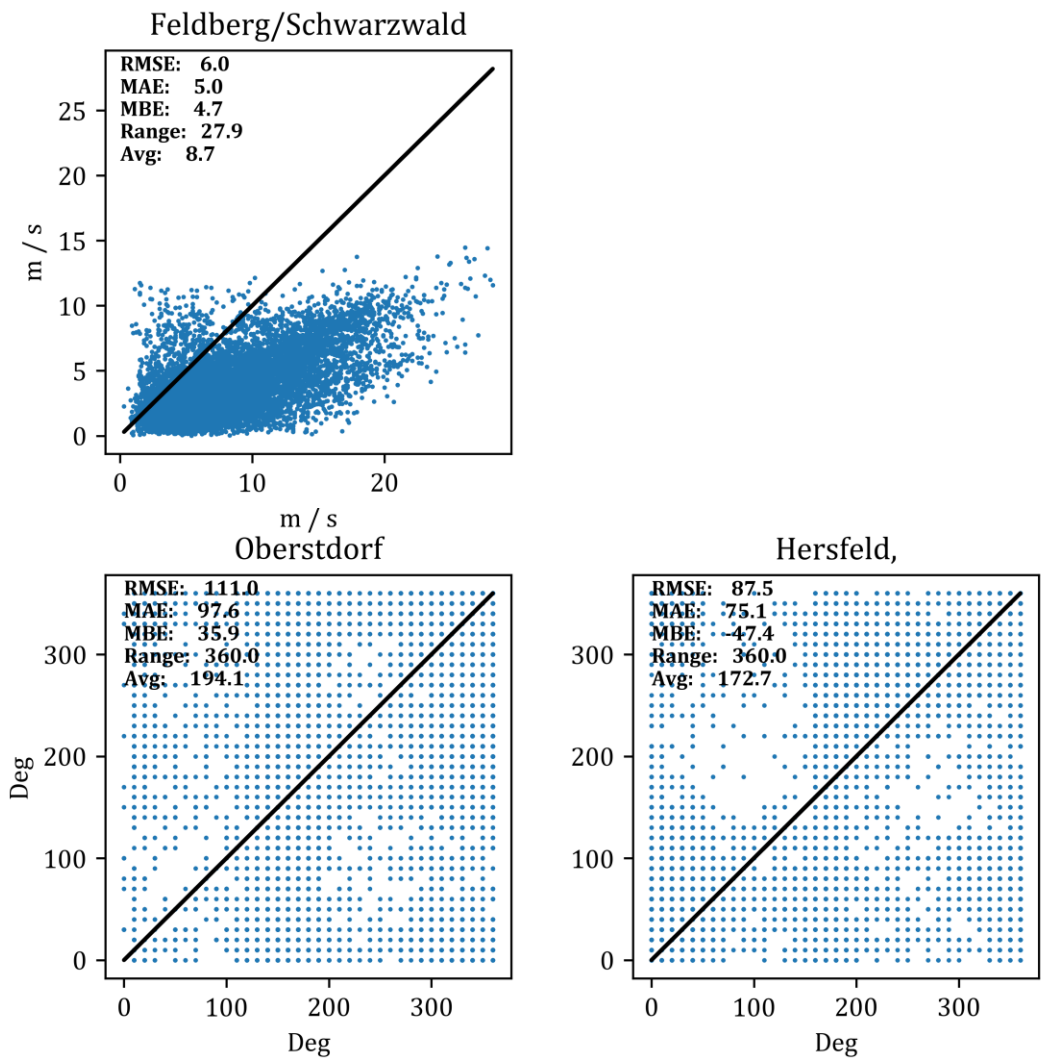 Feldberg/Schwarzwald
RMSE: 6.0
MAE: 5.0
MBE: 4.7
Range: 27.9
Avg: 8.7
25
20
15
10
5
0
m / s
0 10 20
m / s
Oberstdorf
RMSE: 111.0
MAE: 97.6
MBE: 35.9
Range: 360.0
Avg: 194.1
300
200
100
0
Deg
0 100 200 300
Deg
Hersfeld,
RMSE: 87.5
MAE: 75.1
MBE: -47.4
Range: 360.0
Avg: 172.7
300
200
100
0
0 100 200 300
Deg